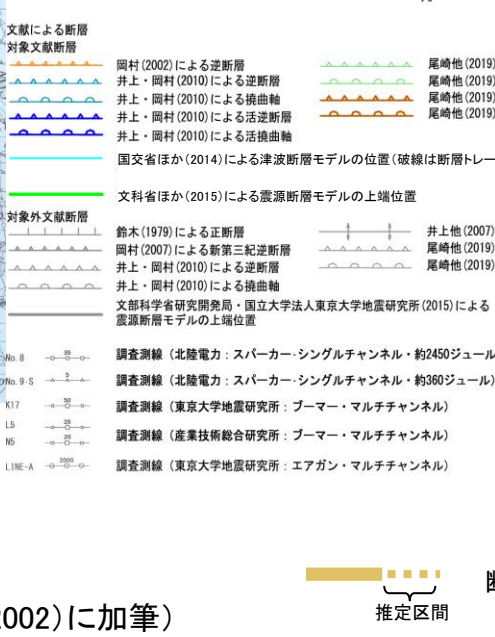 文献による断層
対象文献断層
岡村(2002)による逆断層
井上・岡村(2010)による逆断層
井上・岡村(2010)による撓曲軸
井上・岡村(2010)による活逆断層
井上・岡村(2010)による活撓曲軸
尾崎他(2019)
尾崎他(2019)
尾崎他(2019)
尾崎他(2019)
国交省ほか(2014)による津波断層モデルの位置(破線は断層トレー
文科省ほか(2015)による震源断層モデルの上端位置
対象外文献断層
鈴木(1979)による正断層
岡村(2007)による新第三紀逆断層
井上・岡村(2010)による逆断層
井上・岡村(2010)による撓曲軸
井上他(2007)
尾崎他(2019)
尾崎他(2019)
文部科学省研究開発局・国立大学法人東京大学地震研究所(2015)による
震源断層モデルの上端位置
No.8 35 調査測線(北陸電力:スパーカー・シングルチャンネル・約2450ジュール
No.9-S 5 調査測線(北陸電力:スパーカー・シングルチャンネル・約360ジュール)
K17 50 調査測線(東京大学地震研究所:ブーマー・マルチチャンネル)
L5 25
N5 20
調査測線(産業技術総合研究所:ブーマー・マルチチャンネル)
LINE-A 2000 調査測線(東京大学地震研究所:エアガン・マルチチャンネル)
推定区間
断
2002)に加筆)